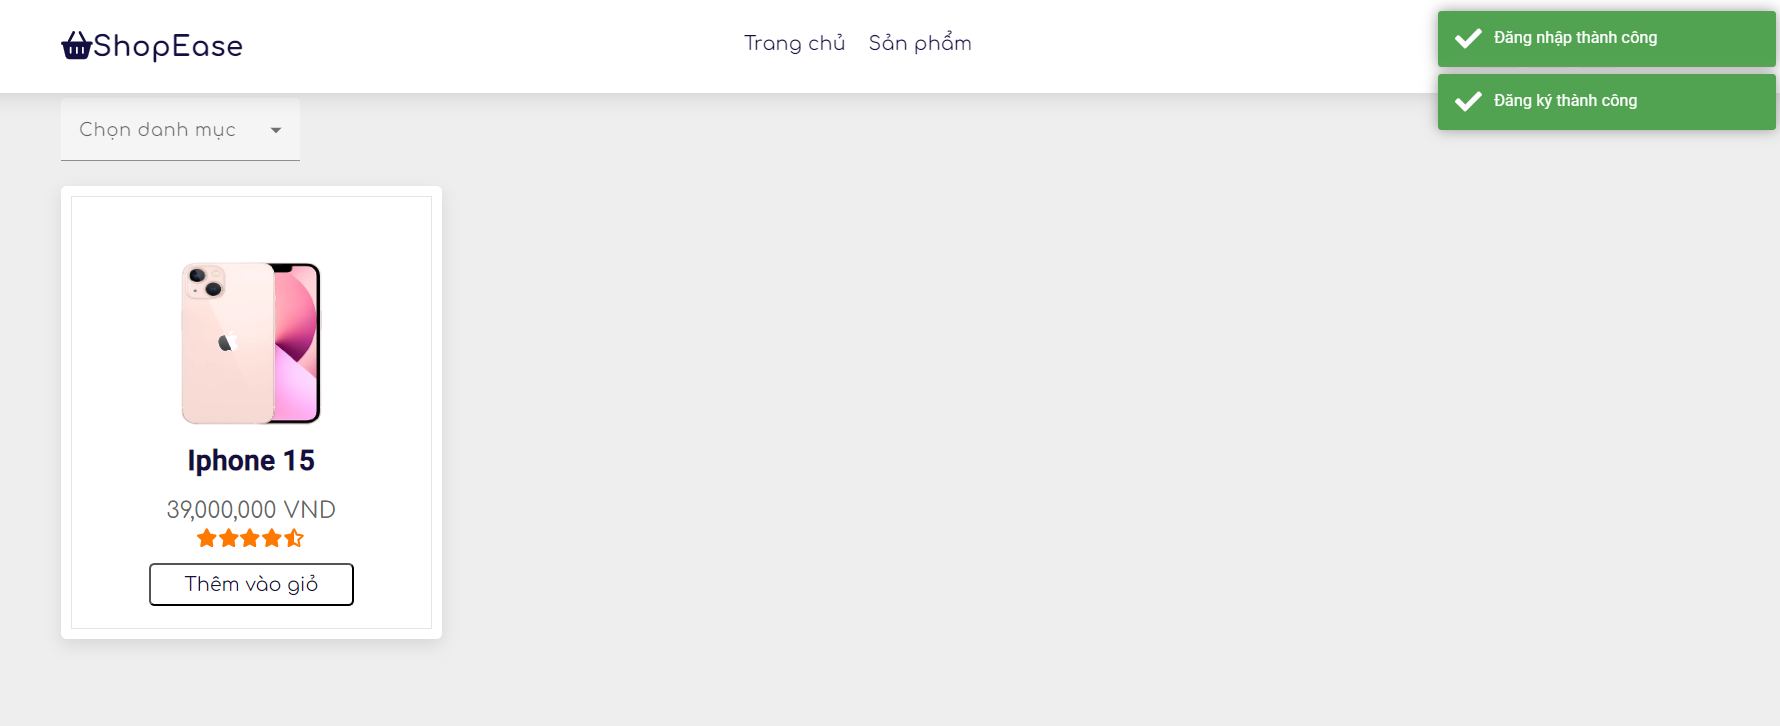 ShopEase
Trang chủ
Sản phẩm
Đăng nhập thành công
Đăng ký thành công
Chọn danh mục
Iphone 15
39,000,000 VND
Thêm vào giỏ